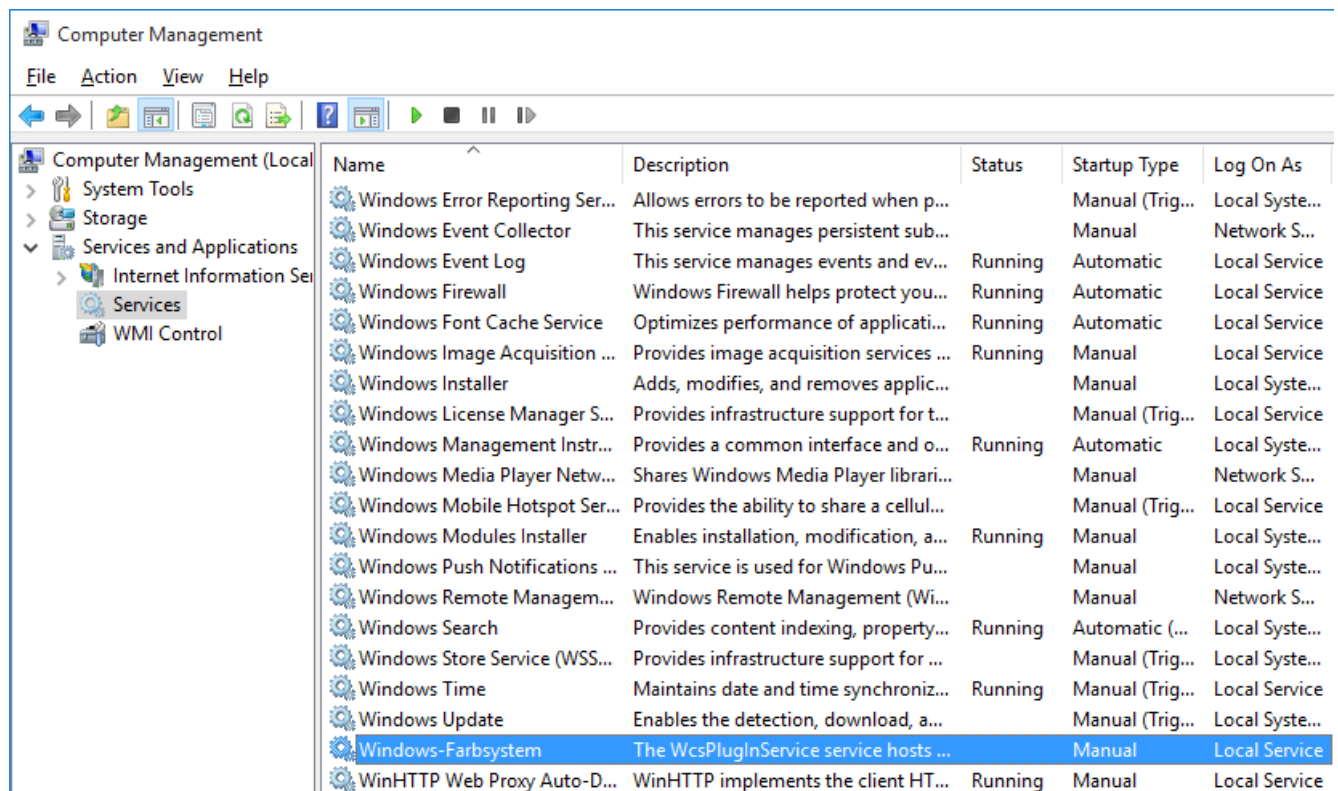 Computer Management
File Action View Help
Computer Management (Local
System Tools
Storage
Services and Applications
Internet Information Ser
Services
WMI Control
Name Description Status Startup Type Log On As
Windows Error Reporting Ser... Allows errors to be reported when p... Manual (Trig... Local Syste...
Windows Event Collector This service manages persistent sub... Manual Network S...
Windows Event Log This service manages events and ev... Running Automatic Local Service
Windows Firewall Windows Firewall helps protect you... Running Automatic Local Service
Windows Font Cache Service Optimizes performance of applicati... Running Automatic Local Service
Windows Image Acquisition ... Provides image acquisition services ... Running Manual Local Service
Windows Installer Adds, modifies, and removes applic... Manual Local Syste...
Windows License Manager S... Provides infrastructure support for t... Manual (Trig... Local Service
Windows Management Instr... Provides a common interface and o... Running Automatic Local Syste...
Windows Media Player Netw... Shares Windows Media Player librari... Manual Network S...
Windows Mobile Hotspot Ser... Provides the ability to share a cellul... Manual (Trig... Local Service
Windows Modules Installer Enables installation, modification, a... Running Manual Local Syste...
Windows Push Notifications ... This service is used for Windows Pu... Manual Local Syste...
Windows Remote Managem... Windows Remote Management (Wi... Manual Network S...
Windows Search Provides content indexing, property... Running Automatic (... Local Syste...
Windows Store Service (WSS... Provides infrastructure support for ... Manual (Trig... Local Syste...
Windows Time Maintains date and time synchroniz... Running Manual (Trig... Local Service
Windows Update Enables the detection, download, a... Manual (Trig... Local Syste...
Windows-Farbsystem The WcsPlugInService service hosts ... Manual Local Service
WinHTTP Web Proxy Auto-D... WinHTTP implements the client HT... Running Manual Local Service